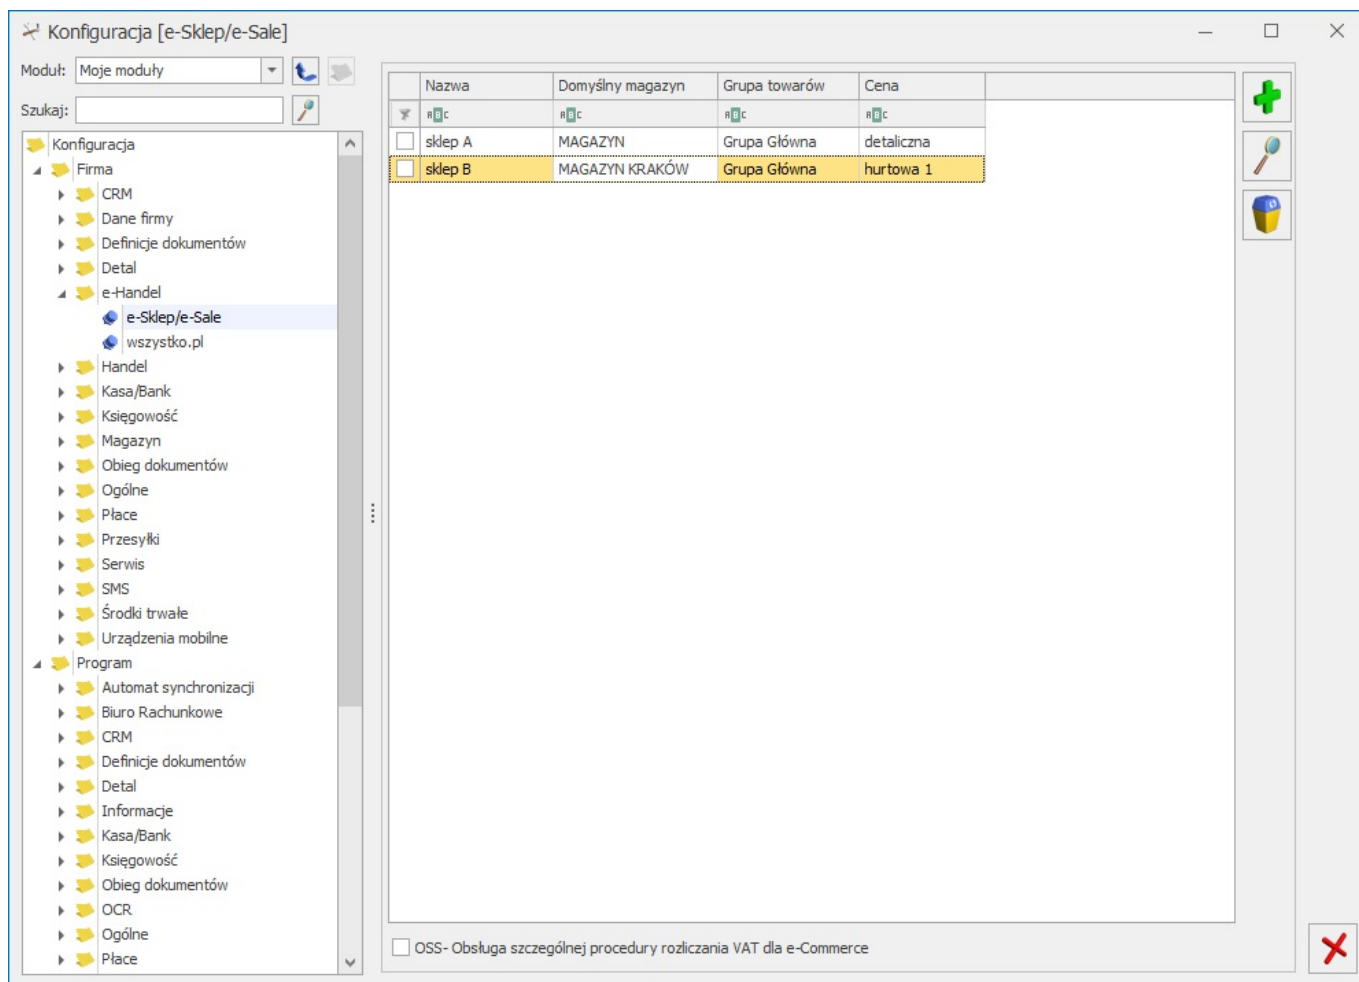 Konfiguracja [e-Sklep/e-Sale]
Moduł: Moje moduły
Szukaj:
Konfiguracja
Firma
CRM
Dane firmy
Definicje dokumentów
Detal
e-Handel
e-Sklep/e-Sale
wszystko.pl
Handel
Kasa/Bank
Księgowość
Magazyn
Obieg dokumentów
Ogólne
Płace
Przesyłki
Serwis
SMS
Środki trwałe
Urządzenia mobilne
Program
Automat synchronizacji
Biuro Rachunkowe
CRM
Definicje dokumentów
Detal
Informacje
Kasa/Bank
Księgowość
Obieg dokumentów
OCR
Ogólne
Płace
Nazwa Domyślny magazyn Grupa towarów Cena
ABC ABC ABC ABC
sklep A MAGAZYN Grupa Główna detaliczna
sklep B MAGAZYN KRAKÓW Grupa Główna hurtowa 1
OSS- Obsługa szczególnej procedury rozliczania VAT dla e-Commerce